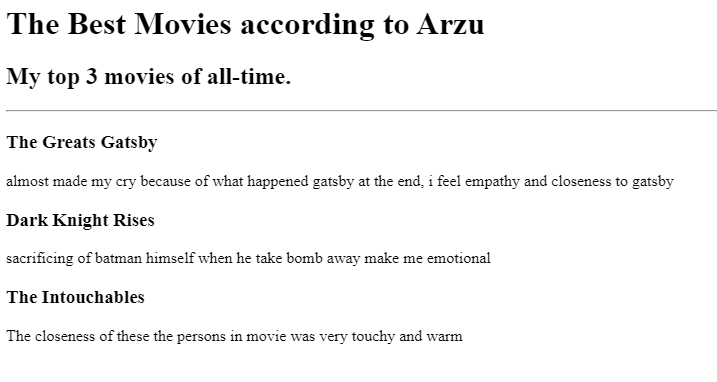 The Best Movies according to Arzu
My top 3 movies of all-time.
The Greats Gatsby
almost made my cry because of what happened gatsby at the end, i feel empathy and closeness to gatsby
Dark Knight Rises
sacrificing of batman himself when he take bomb away make me emotional
The Intouchables
The closeness of these the persons in movie was very touchy and warm